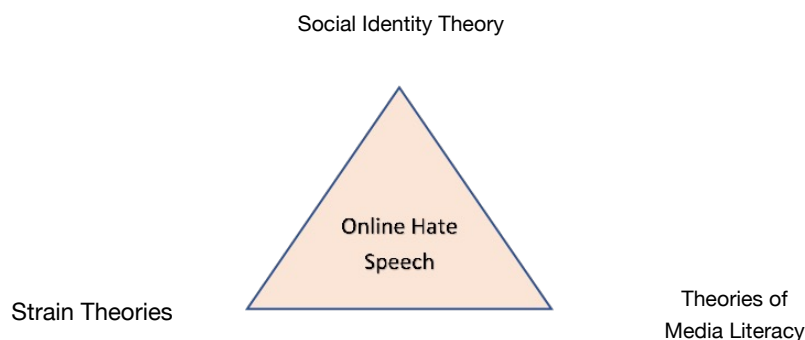 Social Identity Theory
Online Hate
Speech
Strain Theories
Theories of
Media Literacy